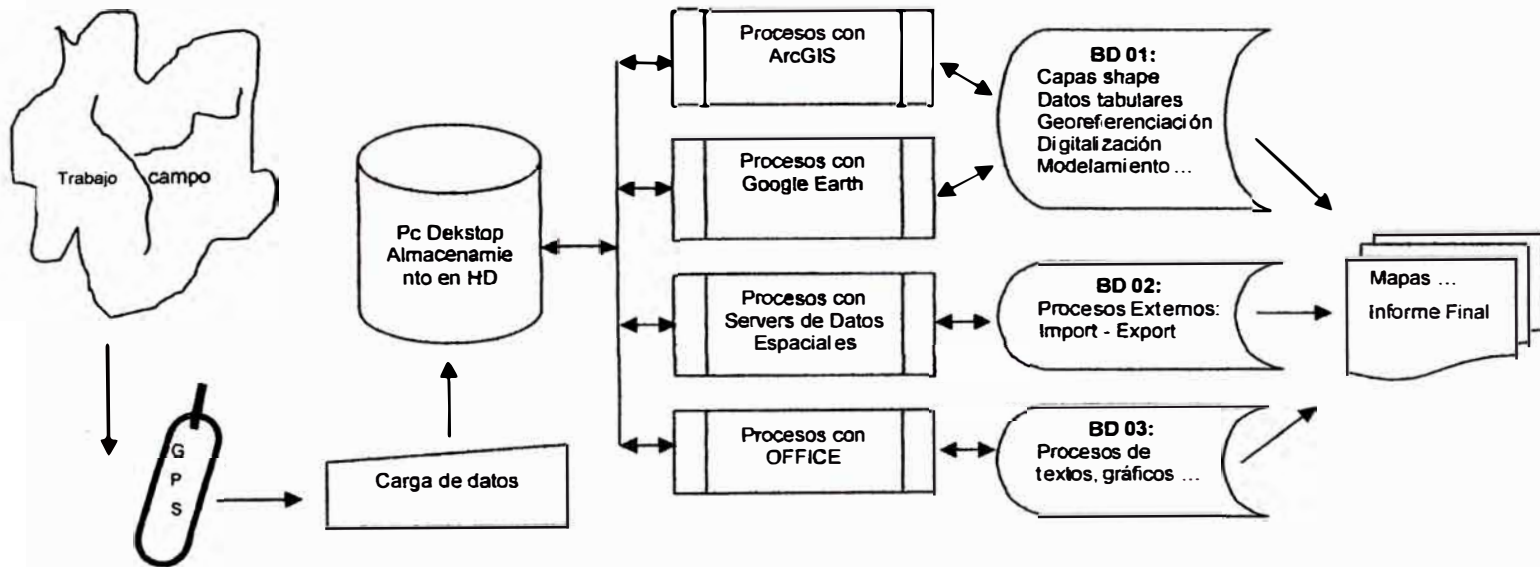 Trabajo campo
G
P
S
Carga de datos
Pc Dekstop
Almacenamie
nto en HD
Procesos con
ArcGIS
Procesos con
Google Earth
Procesos con
Servers de Datos
Espaciales
Procesos con
OFFICE
BD 01:
Capas shape
Datos tabulares
Georeferenciación
Digitalización
Modelamiento ...
BD 02:
Procesos Externos:
Import - Export
BD 03:
Procesos de
textos, gráficos ...
Mapas ...
Informe Final